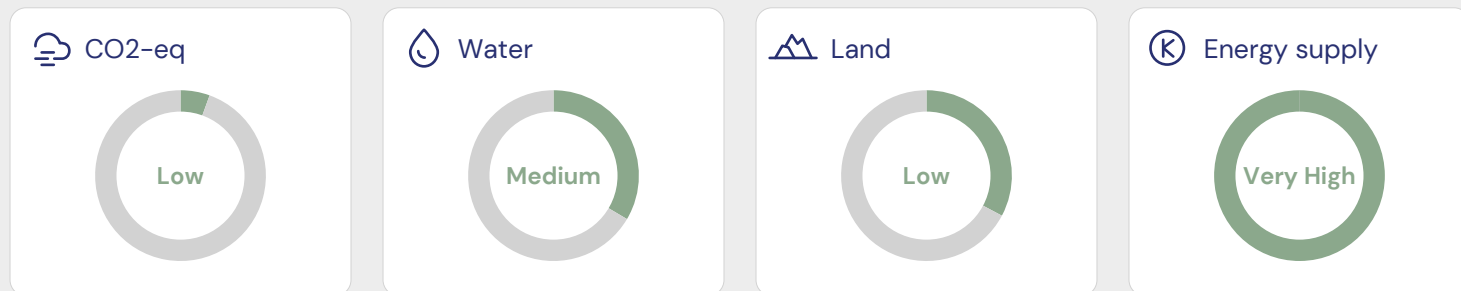 CO2-eq
Low
Water
Medium
Land
Low
Energy supply
Very High